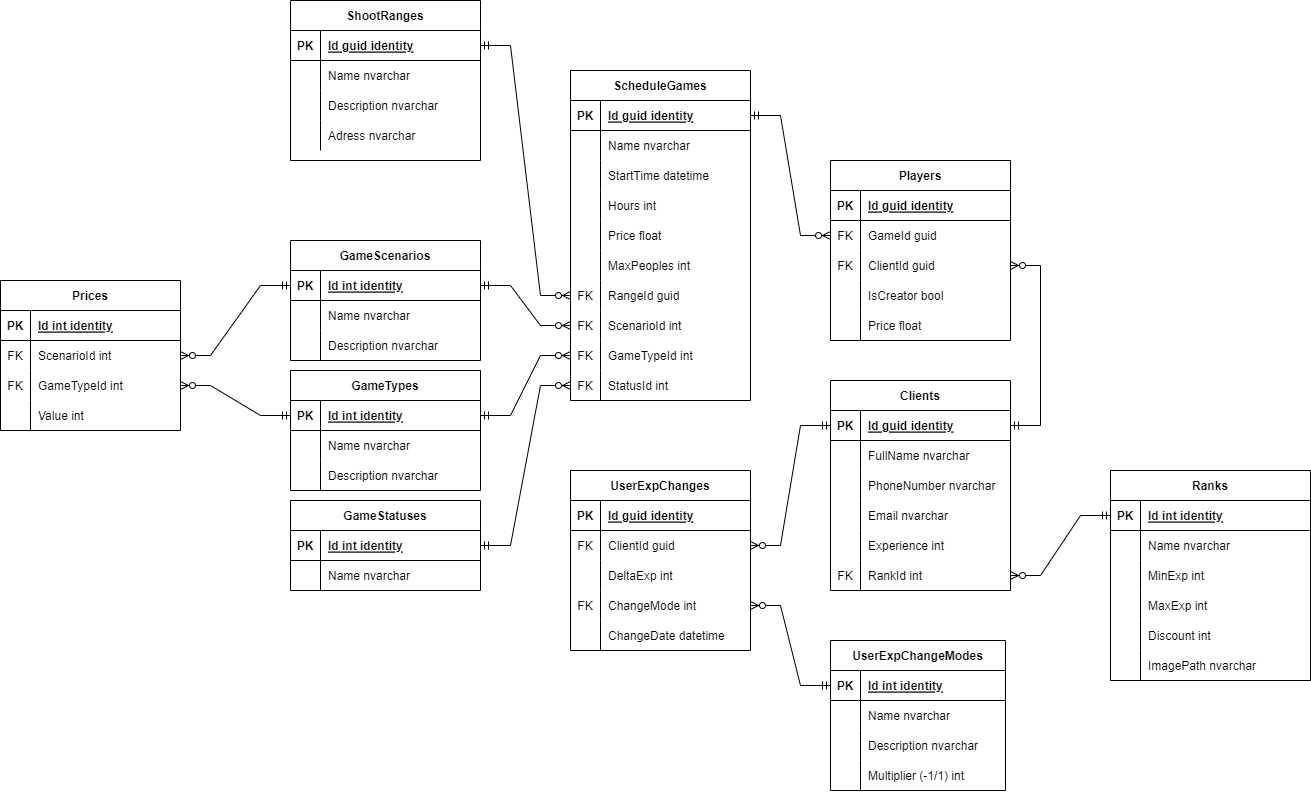 ShootRanges
PK Id guid identity
Name nvarchar
Description nvarchar
Adress nvarchar
ScheduleGames
PK Id guid identity
Name nvarchar
StartTime datetime
Hours int
Price float
MaxPeoples int
FK RangeId guid
FK ScenarioId int
FK GameTypeId int
FK StatusId int
Players
PK Id guid identity
FK GameId guid
FK ClientId guid
IsCreator bool
Price float
GameScenarios
PK Id int identity
Name nvarchar
Description nvarchar
Prices
PK Id int identity
FK ScenarioId int
FK GameTypeId int
Value int
GameTypes
PK Id int identity
Name nvarchar
Description nvarchar
GameStatuses
PK Id int identity
Name nvarchar
Clients
PK Id guid identity
FullName nvarchar
PhoneNumber nvarchar
Email nvarchar
Experience int
FK RankId int
UserExpChanges
PK Id guid identity
FK ClientId guid
DeltaExp int
FK ChangeMode int
ChangeDate datetime
Ranks
PK Id int identity
Name nvarchar
MinExp int
MaxExp int
Discount int
ImagePath nvarchar
UserExpChangeModes
PK Id int identity
Name nvarchar
Description nvarchar
Multiplier (-1/1) int